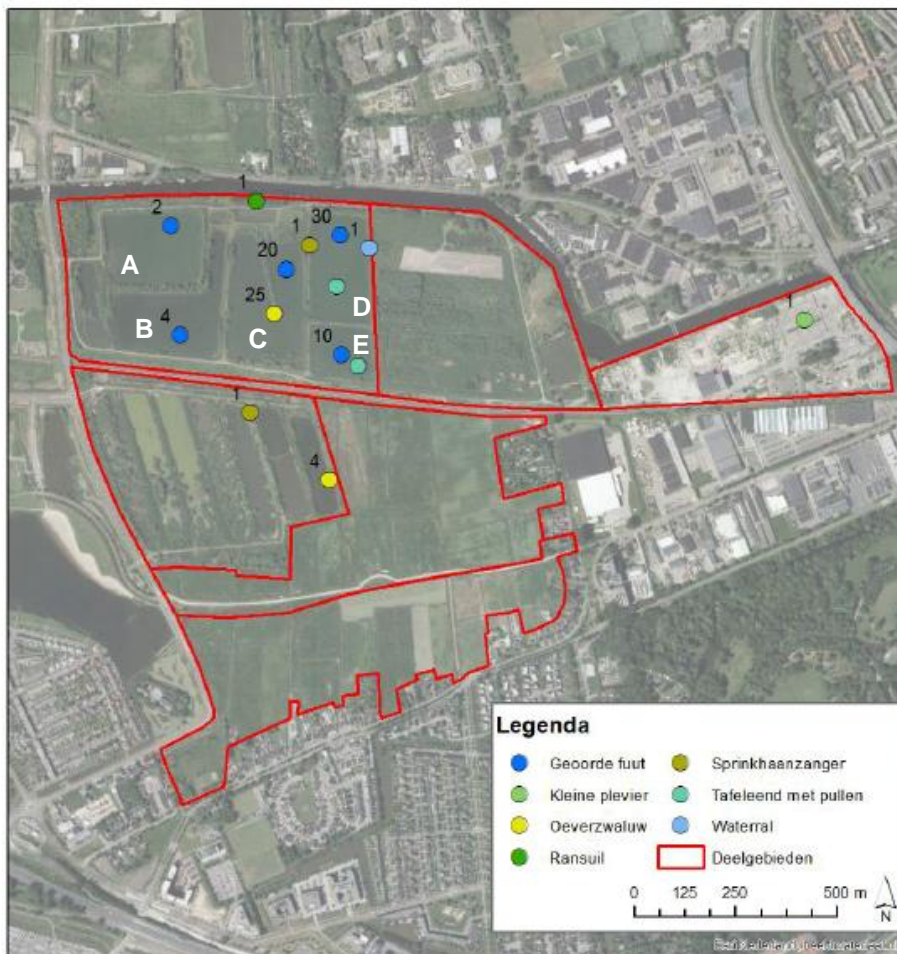 1
2
30
1
1
A
20
25
D
4
B
C
10
E
1
1
4
Legenda
Geoorde fuut
Sprinkhaanzanger
Kleine plevier
Tafeleend met pullen
Oeverzwaluw
Waterral
Ransuil
Deelgebieden
0 125 250 500 m
N